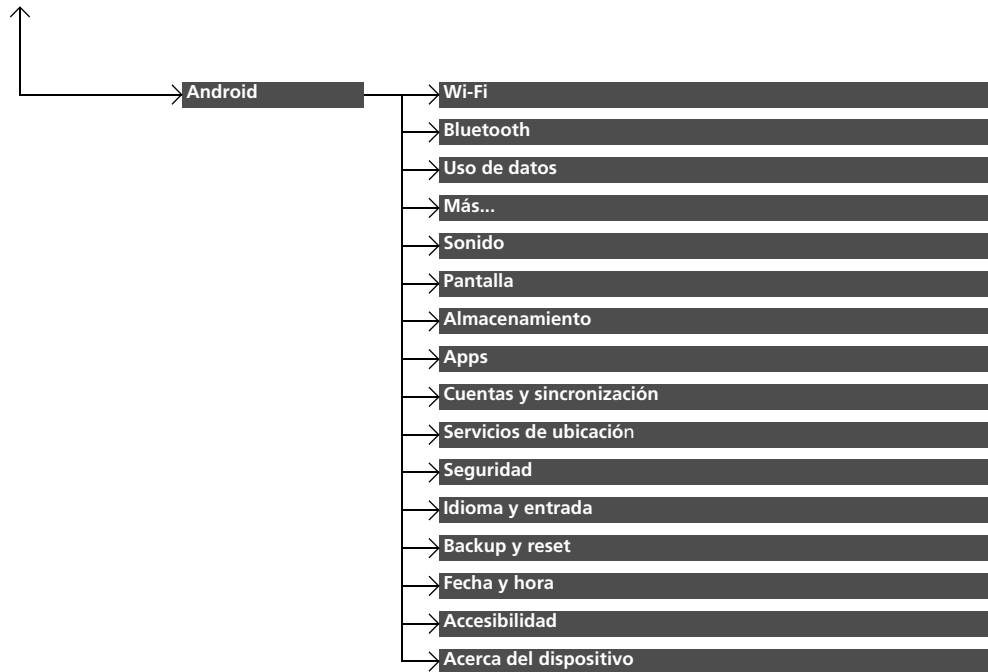 Android
Wi-Fi
Bluetooth
Uso de datos
Más...
Sonido
Pantalla
Almacenamiento
Apps
Cuentas y sincronización
Servicios de ubicación
Seguridad
Idioma y entrada
Backup y reset
Fecha y hora
Accesibilidad
Acerca del dispositivo